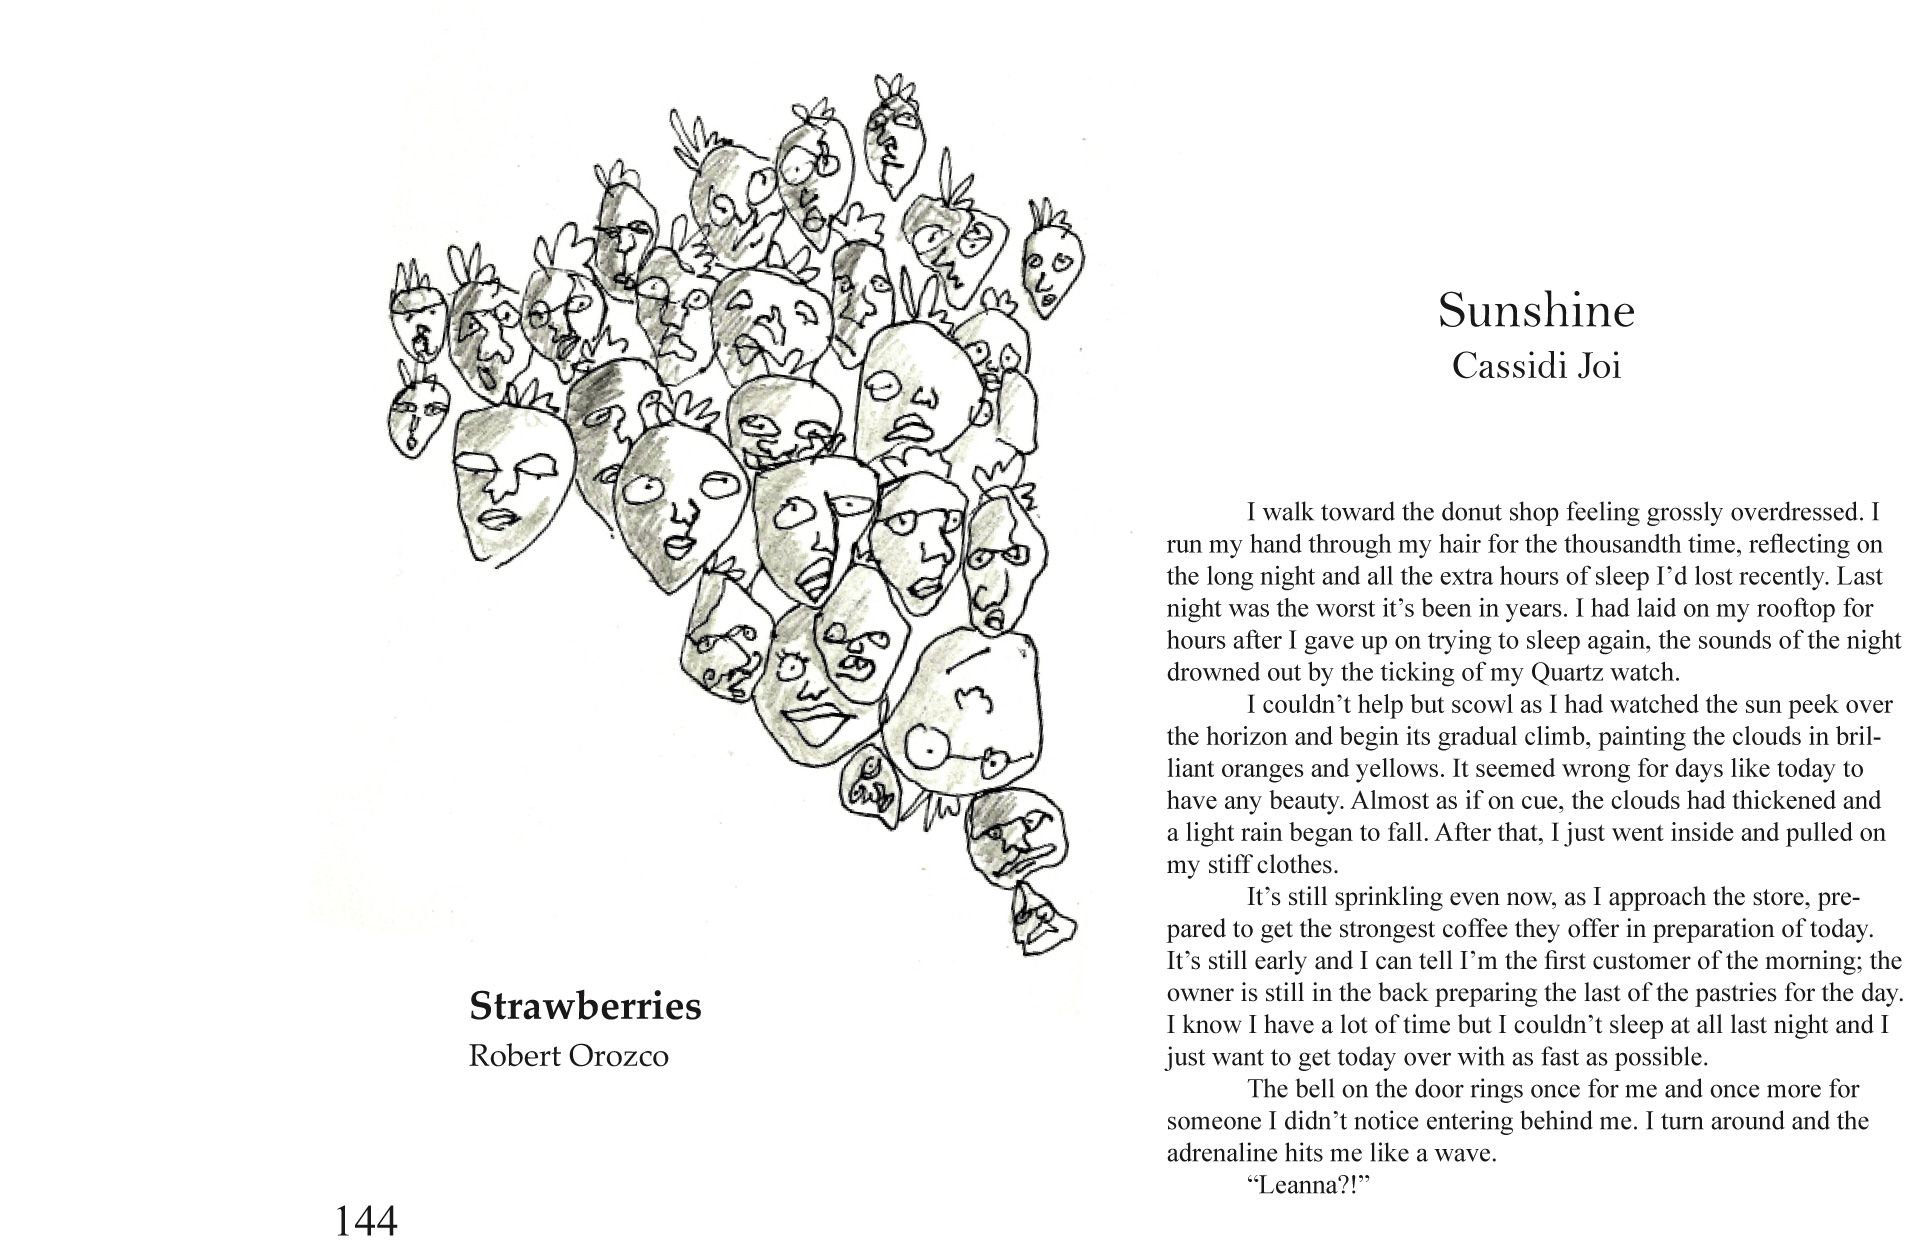 Strawberries
Robert Orozco
144
Sunshine
Cassidi Joi
I walk toward the donut shop feeling grossly overdressed. I
run my hand through my hair for the thousandth time, reflecting on
the long night and all the extra hours of sleep I’d lost recently. Last
night was the worst it’s been in years. I had laid on my rooftop for
hours after I gave up on trying to sleep again, the sounds of the night
drowned out by the ticking of my Quartz watch.
I couldn’t help but scowl as I had watched the sun peek over
the horizon and begin its gradual climb, painting the clouds in bril-
liant oranges and yellows. It seemed wrong for days like today to
have any beauty. Almost as if on cue, the clouds had thickened and
a light rain began to fall. After that, I just went inside and pulled on
my stiff clothes.
It’s still sprinkling even now, as I approach the store, pre-
pared to get the strongest coffee they offer in preparation of today.
It’s still early and I can tell I’m the first customer of the morning; the
owner is still in the back preparing the last of the pastries for the day.
I know I have a lot of time but I couldn’t sleep at all last night and I
just want to get today over with as fast as possible.
The bell on the door rings once for me and once more for
someone I didn’t notice entering behind me. I turn around and the
adrenaline hits me like a wave.
“Leanna?!”